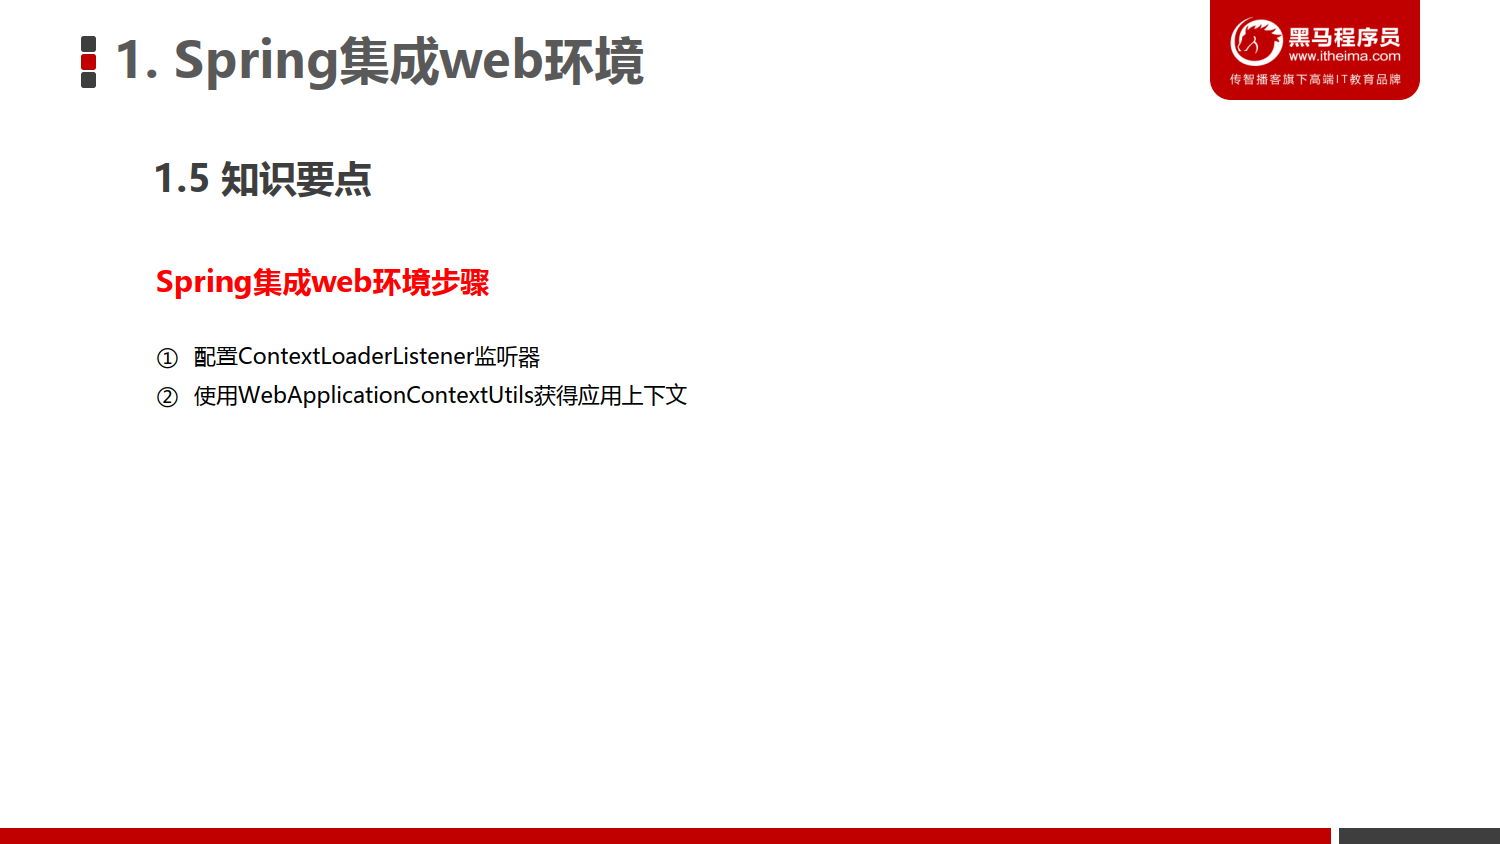 1. Spring集成web环境
黑马程序员
www.itheima.com
传智播客旗下高端IT教育品牌
1.5 知识要点
Spring集成web环境步骤
① 配置ContextLoaderListener监听器
② 使用WebApplicationContextUtils获得应用上下文